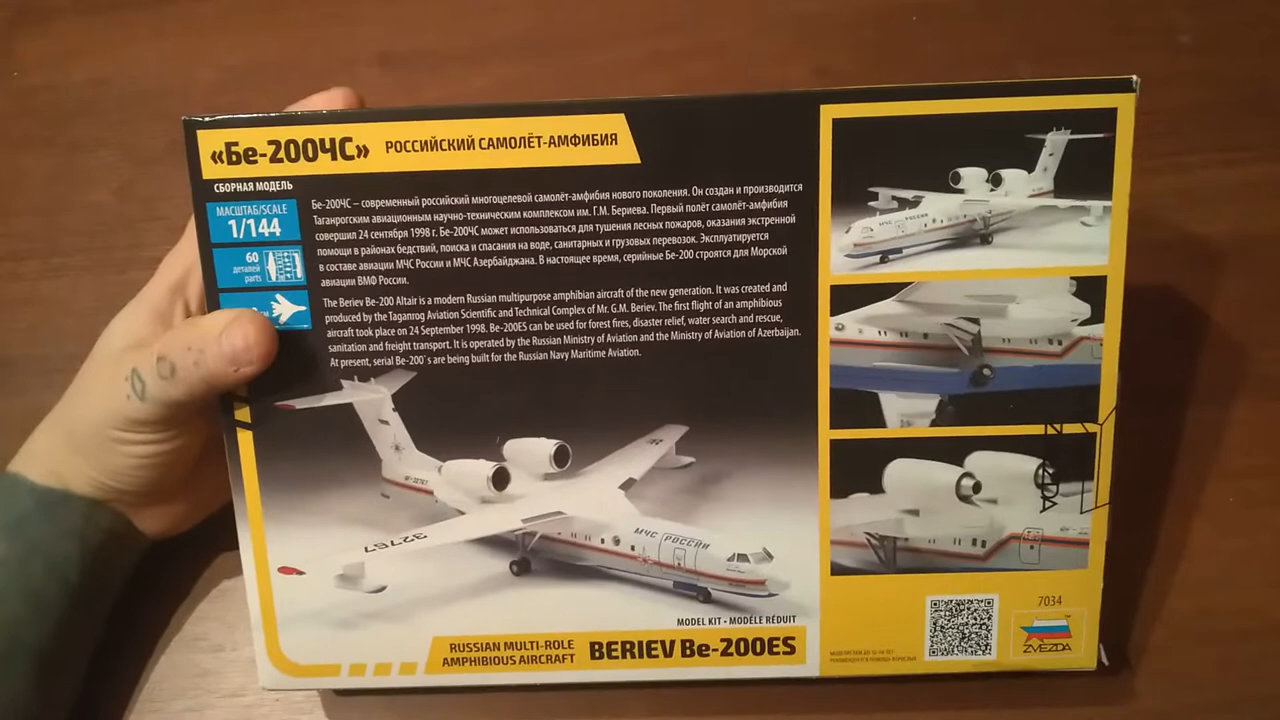 «Бе-200ЧС» РОССИЙСКИЙ САМОЛЁТ-АМФИБИЯ
СБОРНАЯ МОДЕЛЬ
МАСШТАБ/SCALE
1/144
60
деталей
parts
Бе-200ЧС – современный российский многоцелевой самолёт-амфибия нового поколения. Он создан и производится
Таганрогским авиационным научно-техническим комплексом им. Г.М. Бериева. Первый полёт самолёт-амфибия
совершил 24 сентября 1998 г. Бе-200ЧС может использоваться для тушения лесных пожаров, оказания экстренной
помощи в районах бедствий, поиска и спасания на воде, санитарных и грузовых перевозок. Эксплуатируется
в составе авиации МЧС России и МЧС Азербайджана. В настоящее время, серийные Бе-200 строятся для Морской
авиации ВМФ России.
The Beriev Be-200 Altair is a modern Russian multipurpose amphibian aircraft of the new generation. It was created and
produced by the Taganrog Aviation Scientific and Technical Complex of Mr. G.M. Beriev. The first flight of an amphibious
aircraft took place on 24 September 1998. Be-200ES can be used for forest fires, disaster relief, water search and rescue,
sanitation and freight transport. It is operated by the Russian Ministry of Aviation and the Ministry of Aviation of Azerbaijan.
At present, serial Be-200`s are being built for the Russian Navy Maritime Aviation.
МЧС РОССИИ
RF-32767
32767
МЧС РОССИИ
MODEL KIT • MODÈLE RÉDUIT
RUSSIAN MULTI-ROLE
AMPHIBIOUS AIRCRAFT
BERIEV Be-200ES
7034
ZVEZDA